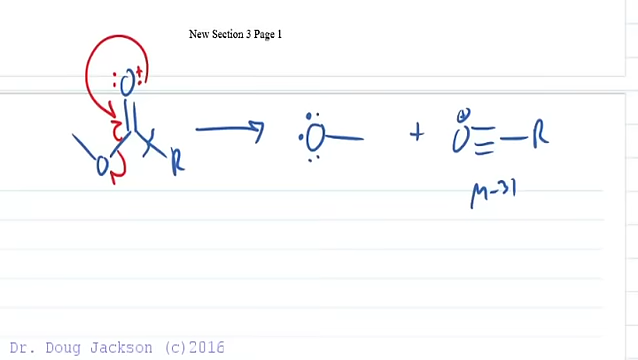 New Section 3 Page 1
:O:+
O R
:Ö— + O⊕≡—R
M-31
Dr. Doug Jackson (c)2016